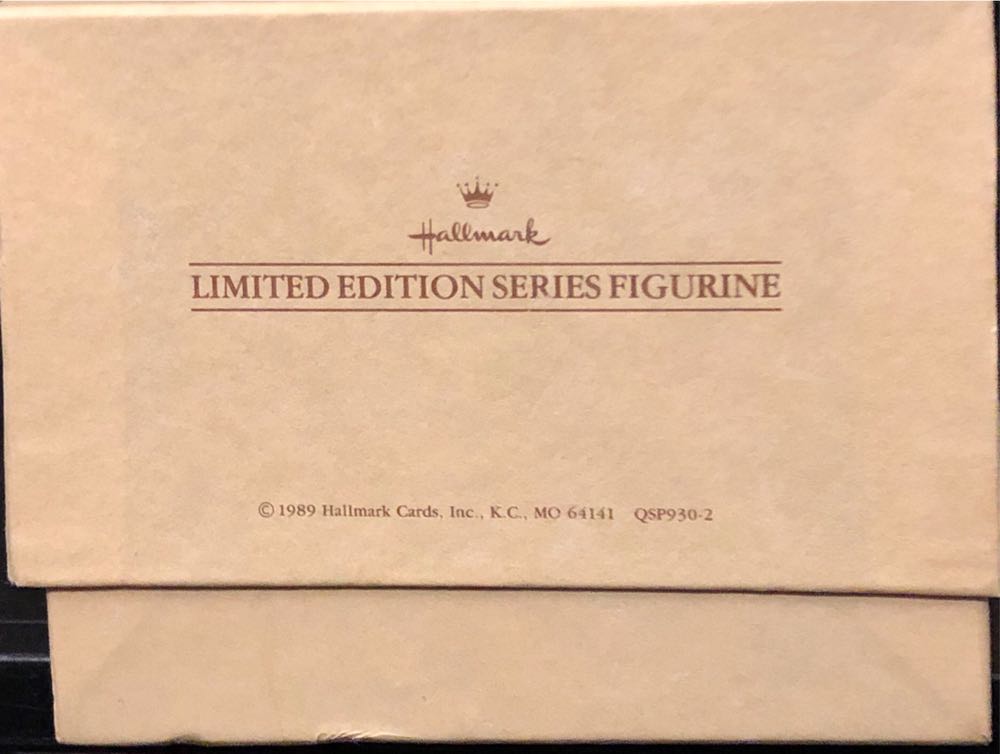 Hallmark
LIMITED EDITION SERIES FIGURINE
© 1989 Hallmark Cards, Inc., K.C., MO 64141 QSP930-2